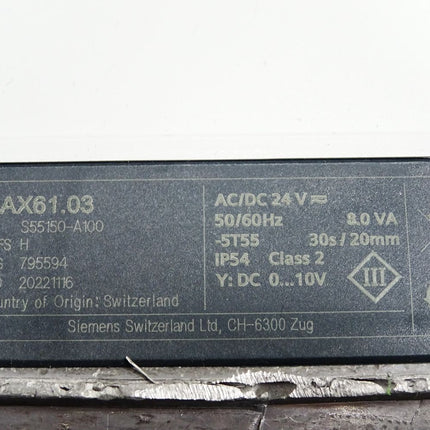 AX61.03
S55150-A100
FS H
795594
20221116
untry of Origin: Switzerland
AC/DC 24 V
50/60Hz 8.0 VA
-5T55 30s / 20mm
IP54 Class 2
Y: DC 0...10V
III
Siemens Switzerland Ltd, CH-6300 Zug